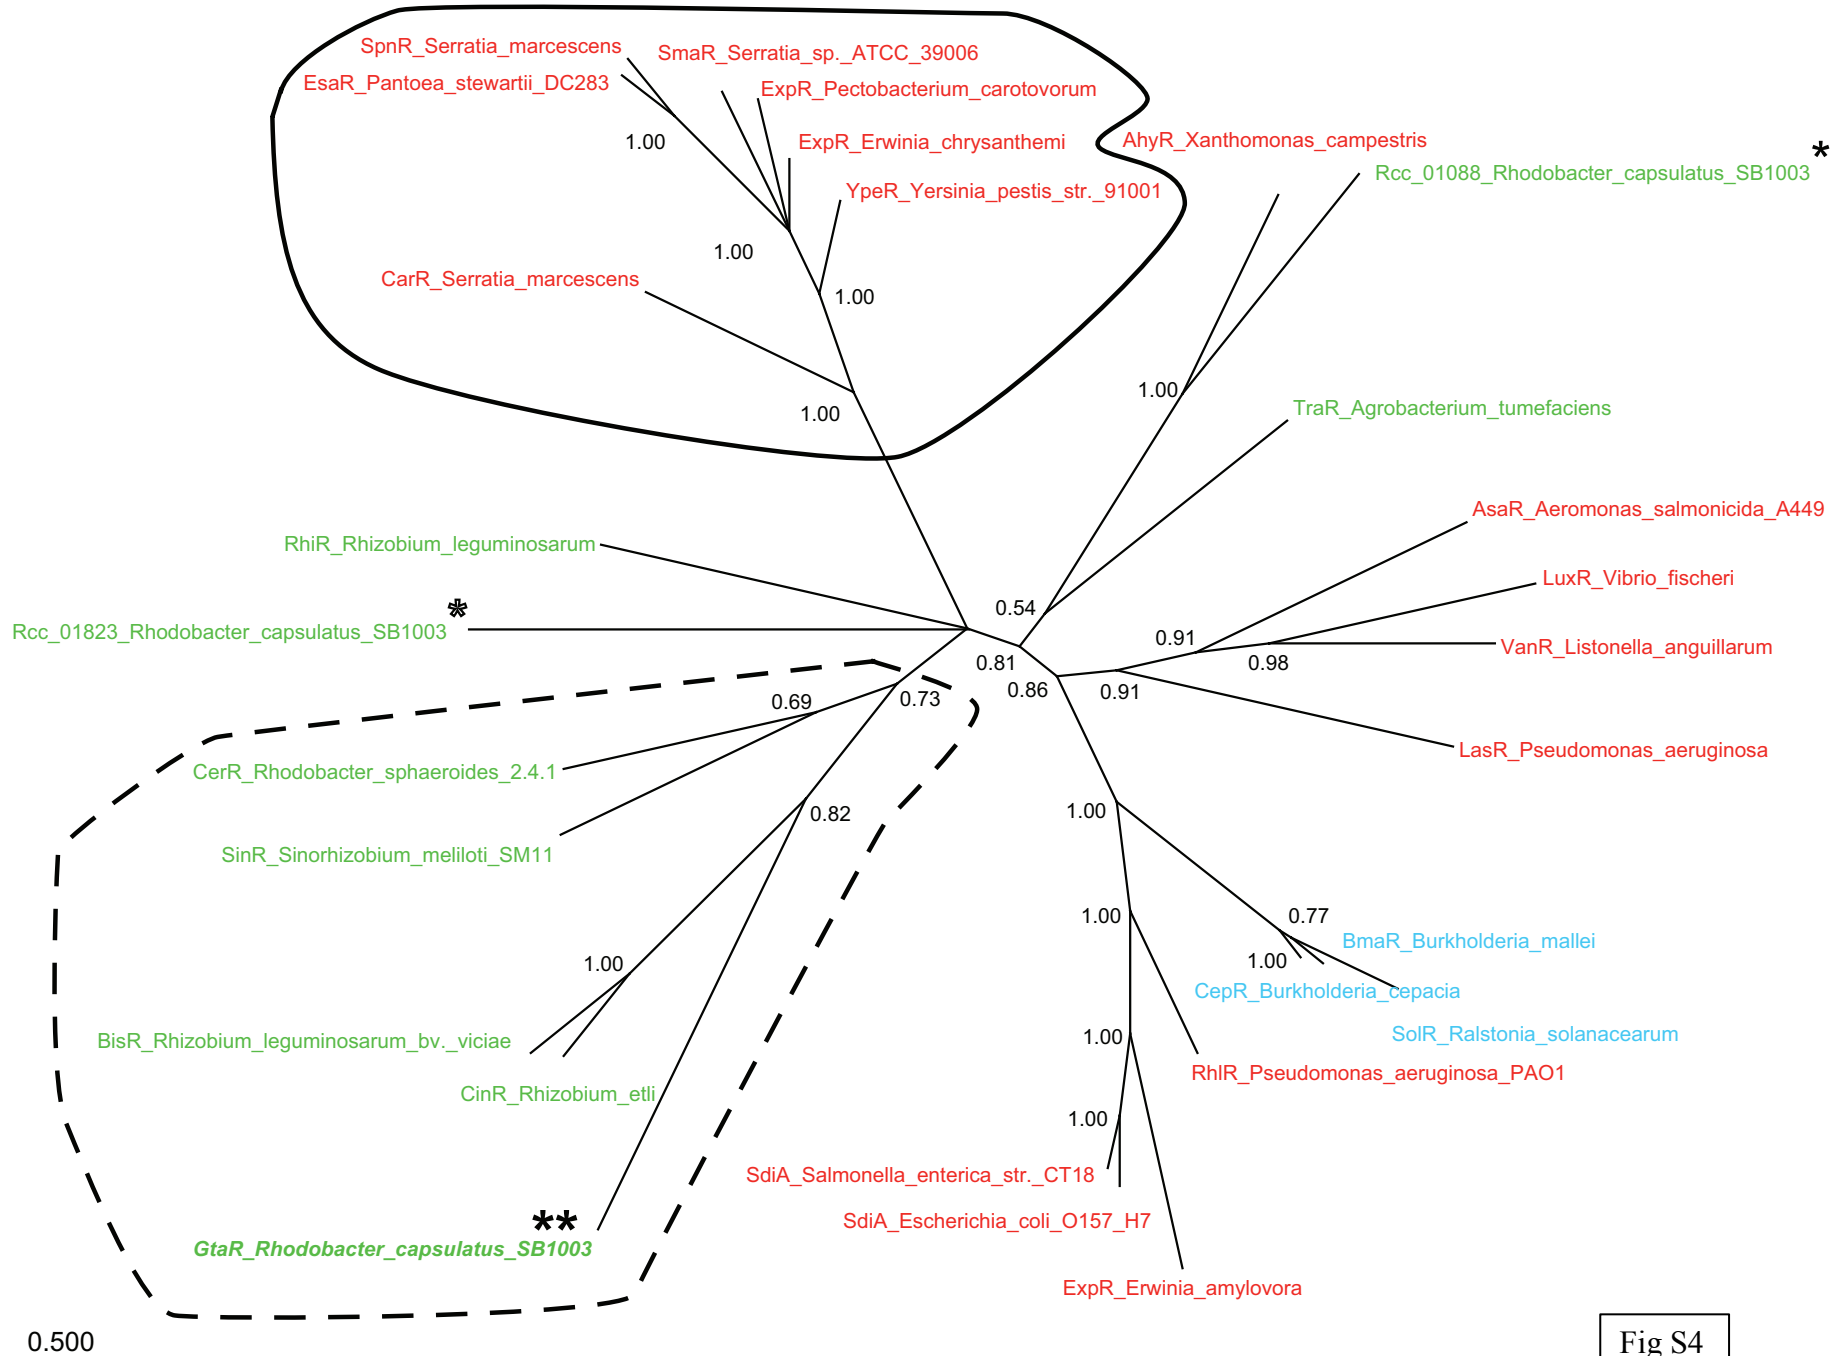 SpnR_Serratia_marcescens
SmaR_Serratia_sp._ATCC_39006
EsaR_Pantoea_stewartii_DC283
ExpR_Pectobacterium_carotovorum
1.00
ExpR_Erwinia_chrysanthemi
AhyR_Xanthomonas_campestris
*
Rcc_01088_Rhodobacter_capsulatus_SB1003
YpeR_Yersinia_pestis_str._91001
1.00
CarR_Serratia_marcescens
1.00
1.00
1.00
TraR_Agrobacterium_tumefaciens
AsaR_Aeromonas_salmonicida_A449
RhiR_Rhizobium_leguminosarum
LuxR_Vibrio_fischeri
0.54
*
Rcc_01823_Rhodobacter_capsulatus_SB1003
0.91
VanR_Listonella_anguillarum
0.81
0.98
0.86
0.91
0.73
0.69
LasR_Pseudomonas_aeruginosa
CerR_Rhodobacter_sphaeroides_2.4.1
0.82
1.00
SinR_Sinorhizobium_meliloti_SM11
1.00
0.77
BmaR_Burkholderia_mallei
1.00
1.00
CepR_Burkholderia_cepacia
SolR_Ralstonia_solanacearum
BisR_Rhizobium_leguminosarum_bv._viciae
1.00
RhlR_Pseudomonas_aeruginosa_PAO1
CinR_Rhizobium_etli
1.00
SdiA_Salmonella_enterica_str._CT18
**
SdiA_Escherichia_coli_O157_H7
GtaR_Rhodobacter_capsulatus_SB1003
ExpR_Erwinia_amylovora
0.500
Fig S4